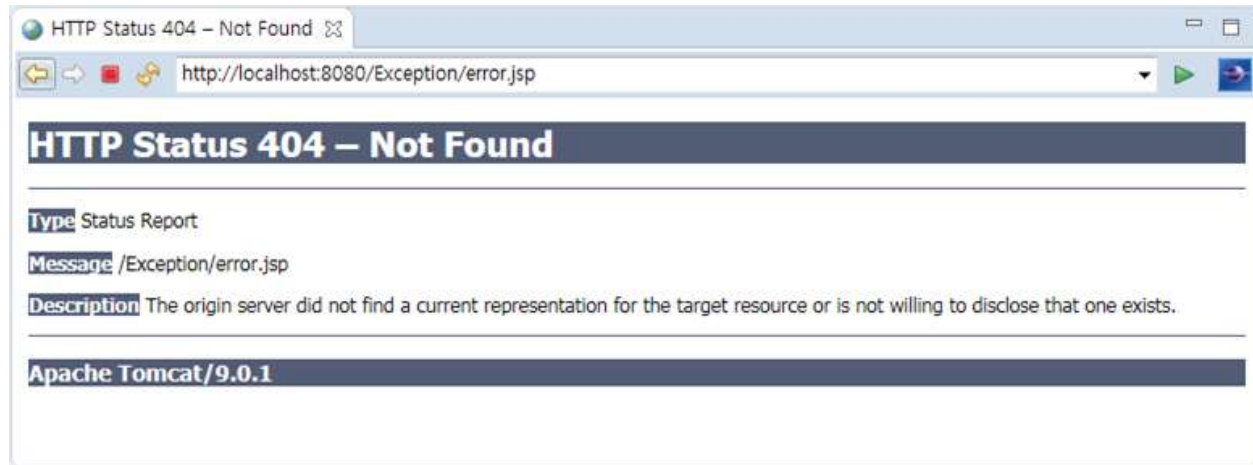 HTTP Status 404 – Not Found
http://localhost:8080/Exception/error.jsp
HTTP Status 404 – Not Found
Type Status Report
Message /Exception/error.jsp
Description The origin server did not find a current representation for the target resource or is not willing to disclose that one exists.
Apache Tomcat/9.0.1